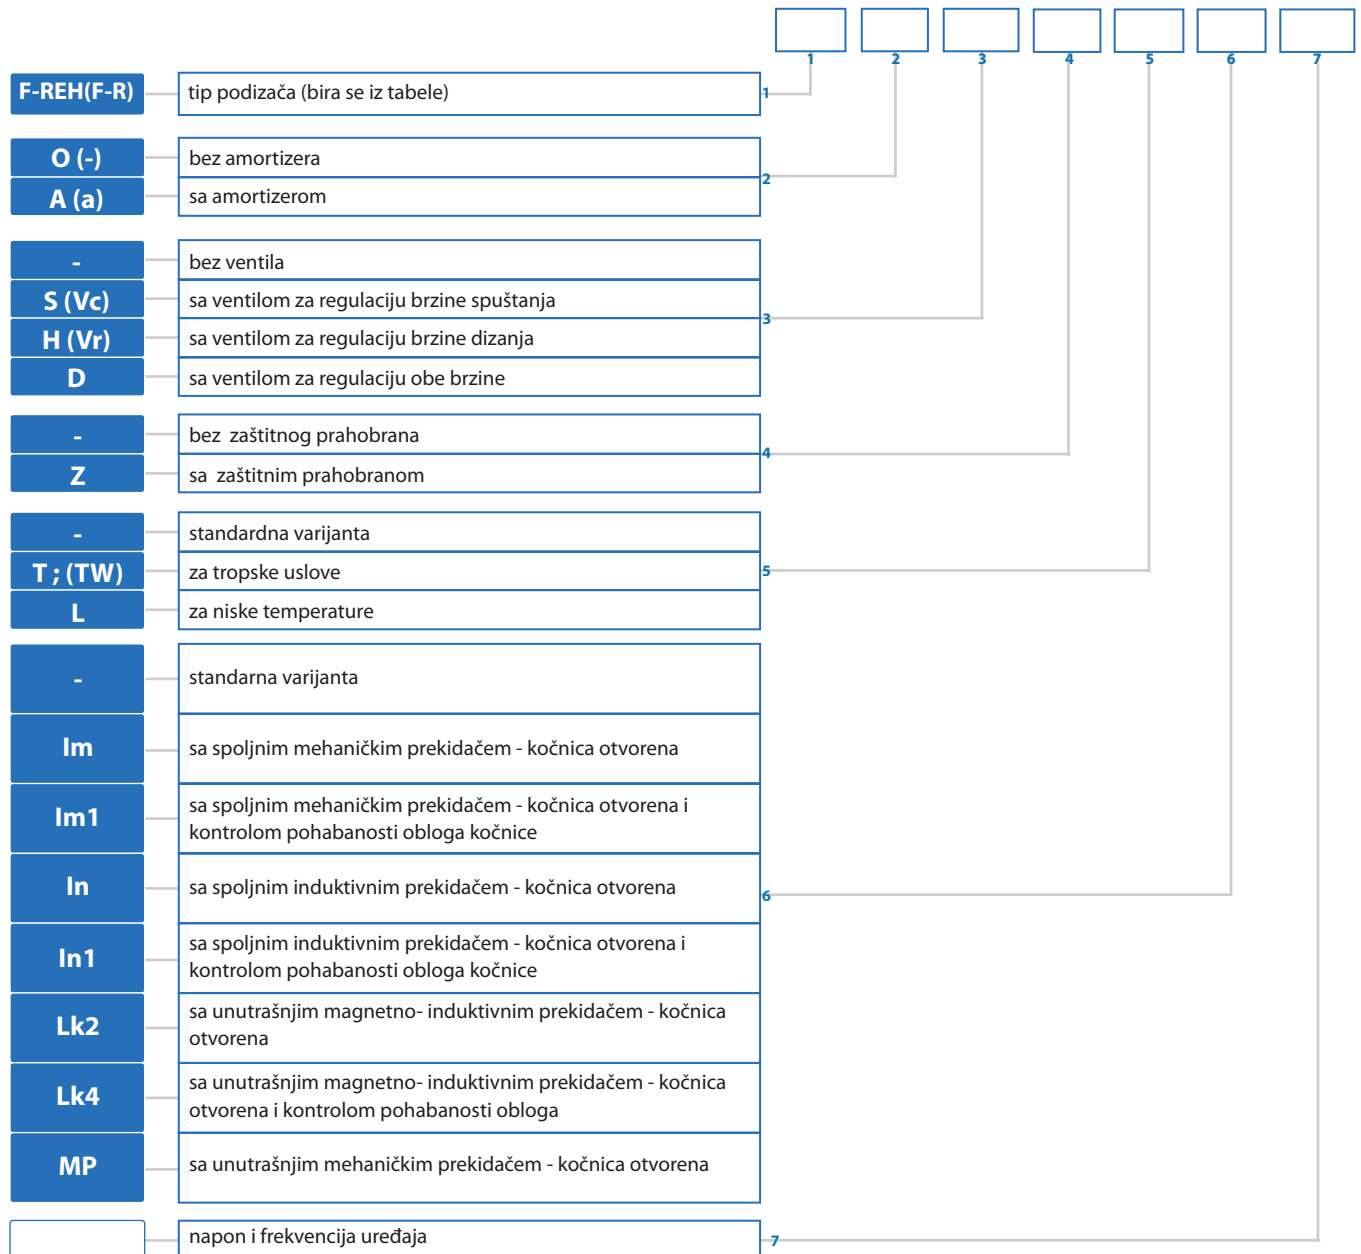 1 2 3 4 5 6 7
F-REH(F-R) tip podizača (bira se iz tabele) 1
O (-) bez amortizera
2
A (a) sa amortizerom
- bez ventila
S (Vc) sa ventilom za regulaciju brzine spuštanja
3
H (Vr) sa ventilom za regulaciju brzine dizanja
D sa ventilom za regulaciju obe brzine
- bez zaštitnog prahobrana
4
Z sa zaštitnim prahobranom
- standardna varijanta
T ; (TW) za tropske uslove 5
L za niske temperature
- standarna varijanta
Im sa spoljnim mehaničkim prekidačem - kočnica otvorena
Im1 sa spoljnim mehaničkim prekidačem - kočnica otvorena i
kontrolom pohabanosti obloga kočnice
In sa spoljnim induktivnim prekidačem - kočnica otvorena 6
In1 sa spoljnim induktivnim prekidačem - kočnica otvorena i
kontrolom pohabanosti obloga kočnice
Lk2 sa unutrašnjim magnetno- induktivnim prekidačem - kočnica
otvorena
Lk4 sa unutrašnjim magnetno- induktivnim prekidačem - kočnica
otvorena i kontrolom pohabanosti obloga
MP sa unutrašnjim mehaničkim prekidačem - kočnica otvorena
napon i frekvencija uređaja 7